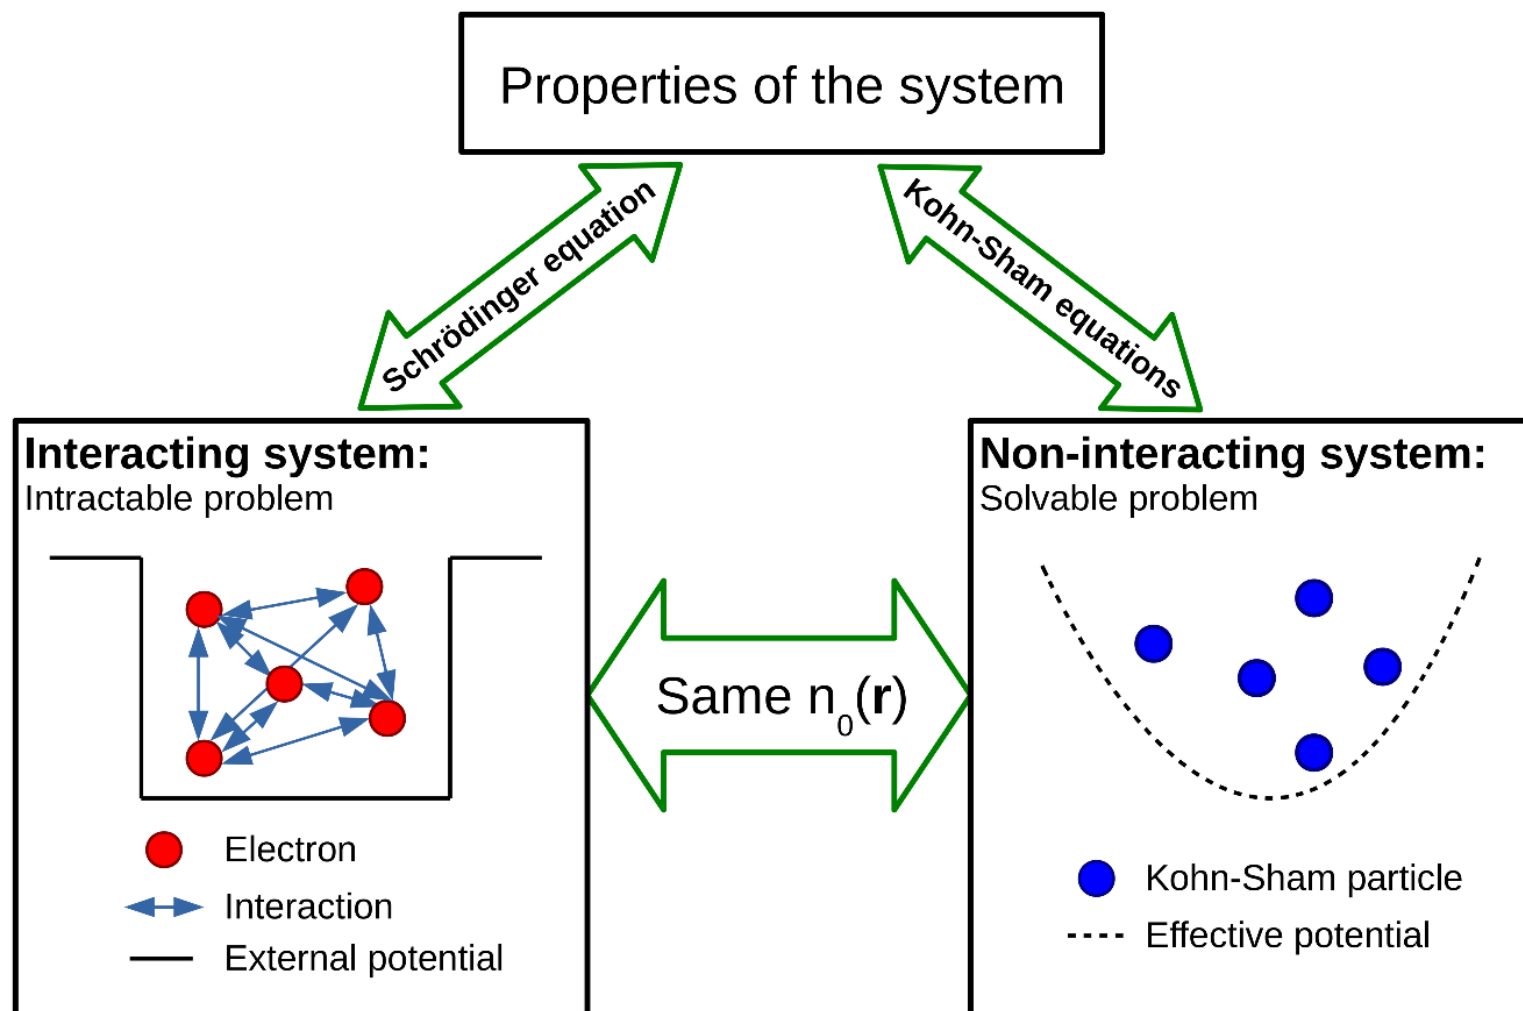 Properties of the system
Schrödinger equation
Kohn-Sham equations
Interacting system:
Intractable problem
Non-interacting system:
Solvable problem
Same n₀(r)
Electron
Interaction
External potential
Kohn-Sham particle
Effective potential